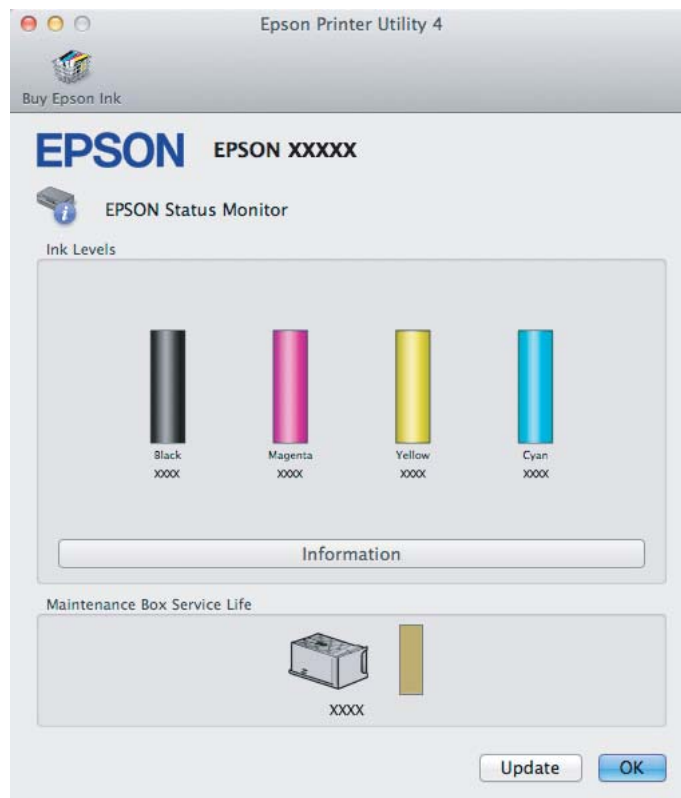 Epson Printer Utility 4
Buy Epson Ink
EPSON EPSON XXXXX
EPSON Status Monitor
Ink Levels
Black Magenta Yellow Cyan
XXXX XXXX XXXX XXXX
Information
Maintenance Box Service Life
XXXX
Update OK